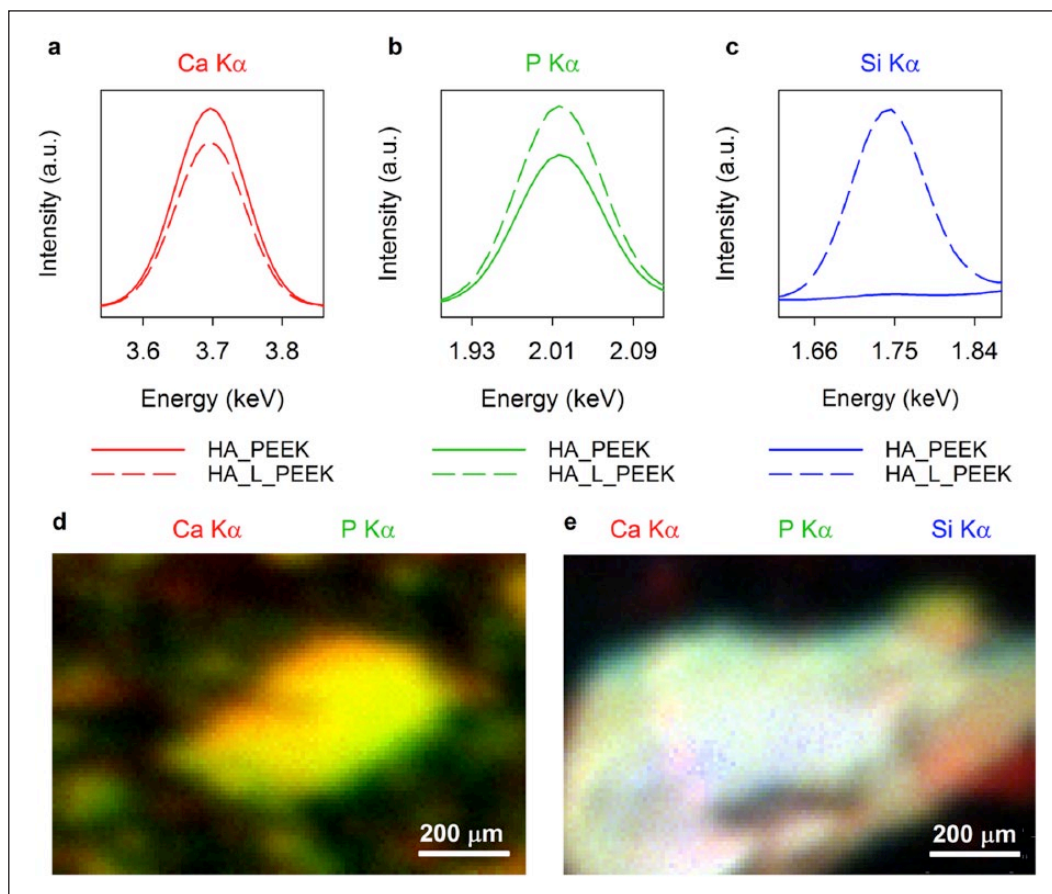 a
Ca Kα
Intensity (a.u.)
3.6 3.7 3.8
Energy (keV)
HA_PEEK
HA_L_PEEK
b
P Kα
Intensity (a.u.)
1.93 2.01 2.09
Energy (keV)
HA_PEEK
HA_L_PEEK
c
Si Kα
Intensity (a.u.)
1.66 1.75 1.84
Energy (keV)
HA_PEEK
HA_L_PEEK
d
Ca Kα P Kα
200 μm
e
Ca Kα P Kα Si Kα
200 μm